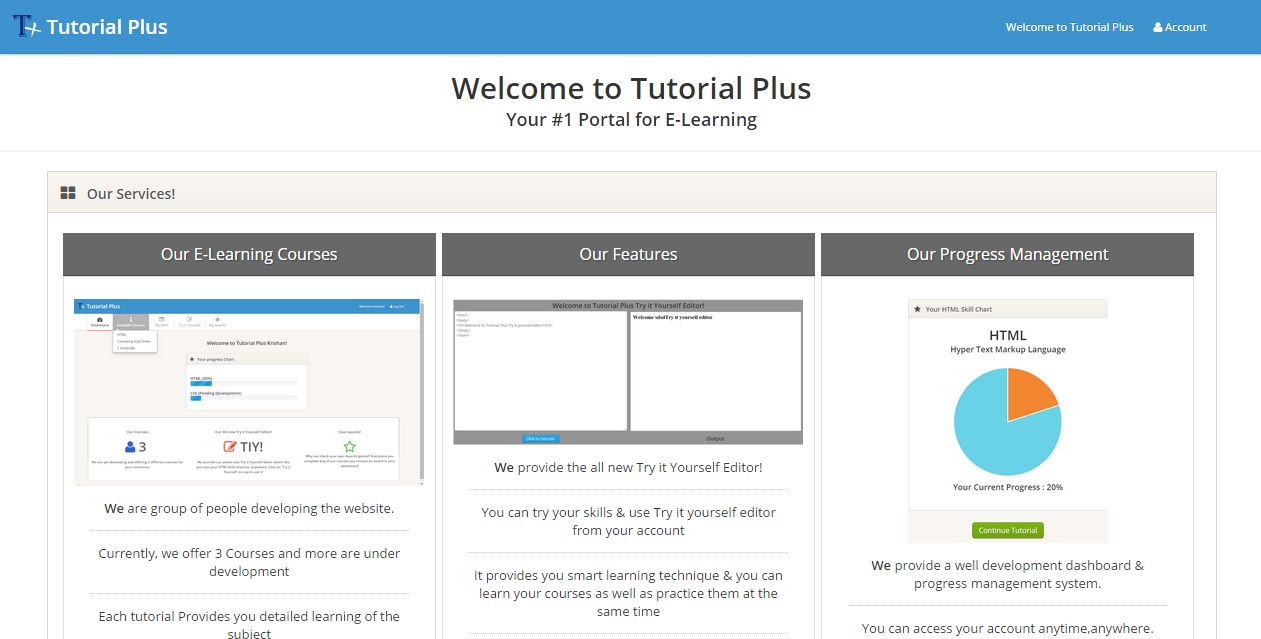 T+ Tutorial Plus
Welcome to Tutorial Plus
Account
Welcome to Tutorial Plus
Your #1 Portal for E-Learning
Our Services!
Our E-Learning Courses
Tutorial Plus
Dashboard
Available Courses
My Skills
Try it Yourself
My Awards
HTML
Cascading Style Sheet
C Language
Welcome to Tutorial Plus Krishan!
Your progress Chart
HTML (20%)
CSS (Pending Development)
Our Courses
3
Our All new Try it Yourself Editor!
TIY!
Your awards!
We are group of people developing the website.
Currently, we offer 3 Courses and more are under
development
Each tutorial Provides you detailed learning of the
subject
Our Features
Welcome to Tutorial Plus Try it Yourself Editor!
Click to Execute
Output
We provide the all new Try it Yourself Editor!
You can try your skills & use Try it yourself editor
from your account
It provides you smart learning technique & you can
learn your courses as well as practice them at the
same time
Our Progress Management
Your HTML Skill Chart
HTML
Hyper Text Markup Language
Your Current Progress : 20%
Continue Tutorial
We provide a well development dashboard &
progress management system.
You can access your account anytime,anywhere.